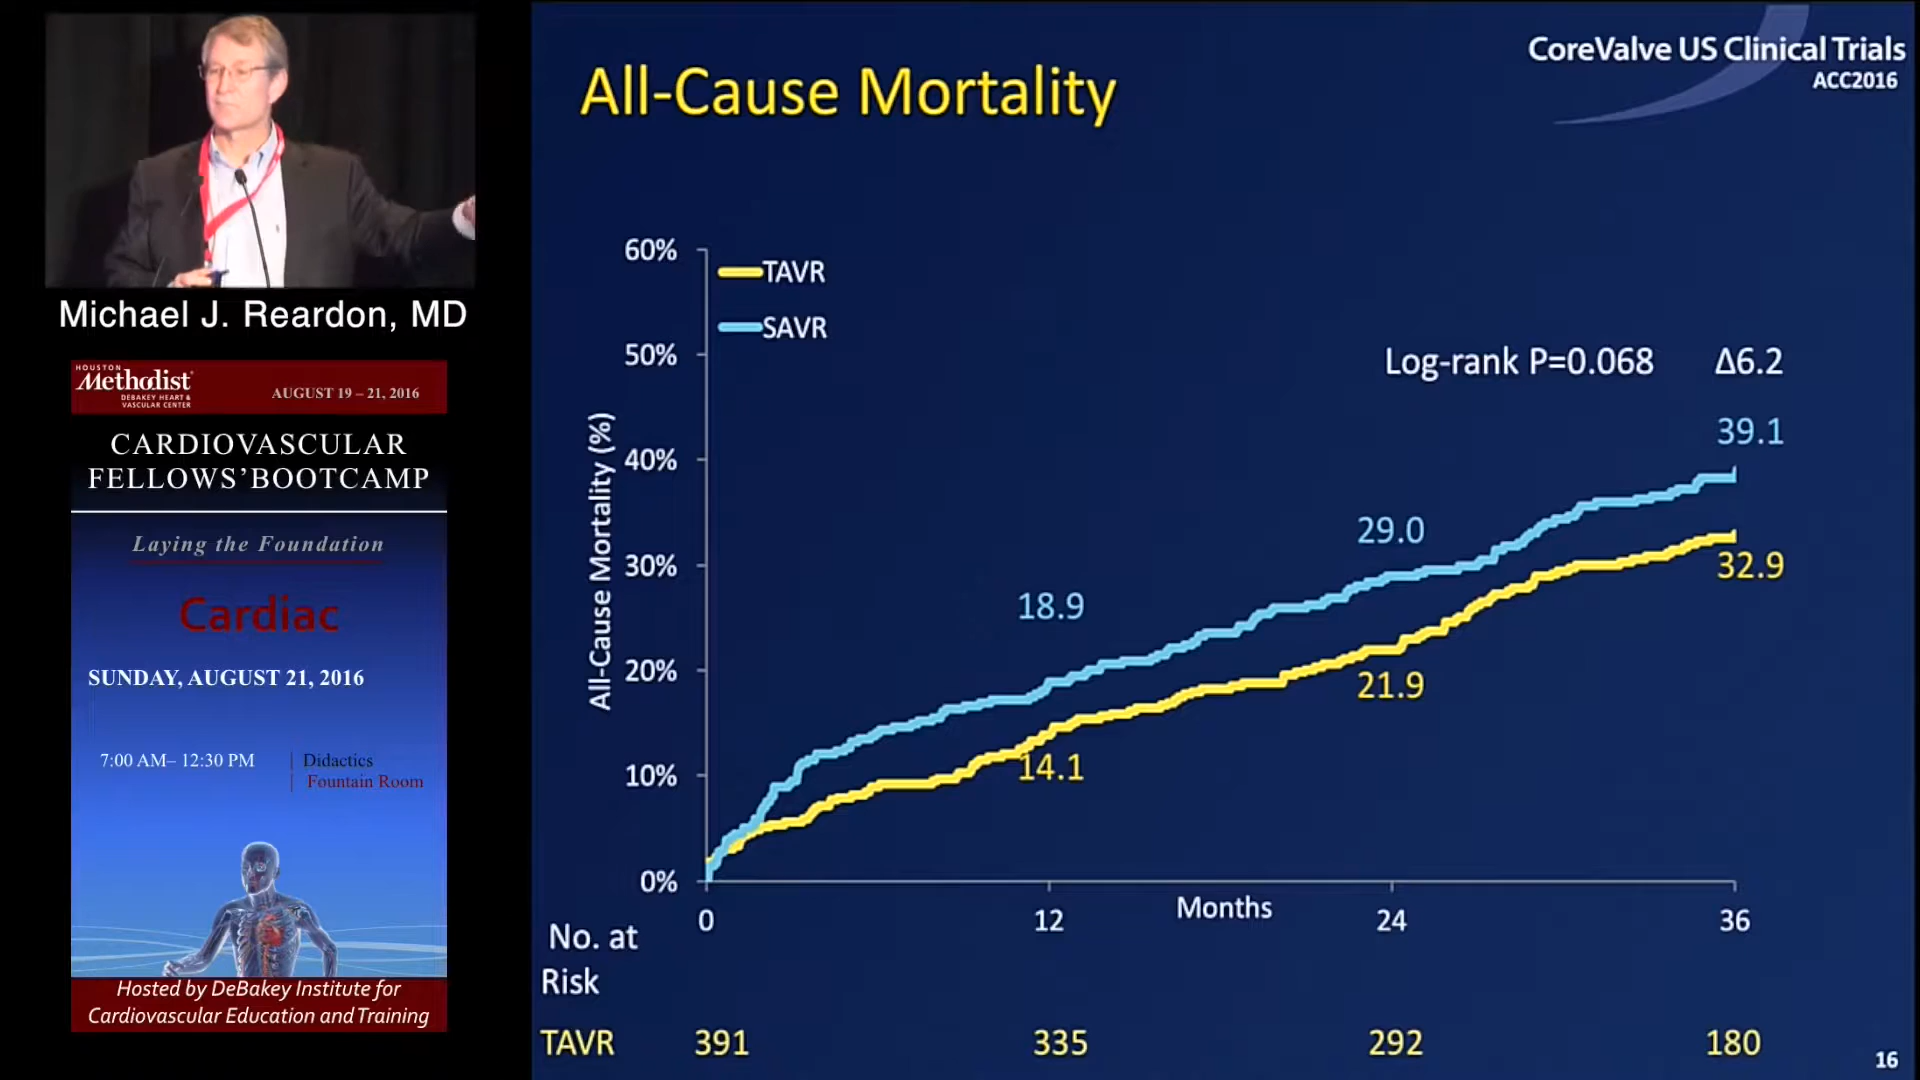 Michael J. Reardon, MD
HOUSTON
Methodist
DEBAKEY HEART &
VASCULAR CENTER
AUGUST 19 – 21, 2016
CARDIOVASCULAR
FELLOWS’BOOTCAMP
Laying the Foundation
Cardiac
SUNDAY, AUGUST 21, 2016
7:00 AM– 12:30 PM
Didactics
Fountain Room
Hosted by DeBakey Institute for
Cardiovascular Education and Training
CoreValve US Clinical Trials
ACC2016
All-Cause Mortality
TAVR
SAVR
Log-rank P=0.068 Δ6.2
All-Cause Mortality (%)
60%
50%
40%
30%
20%
10%
0%
39.1
29.0
32.9
18.9
21.9
14.1
0 12 24 36
Months
No. at
Risk
TAVR 391 335 292 180
16